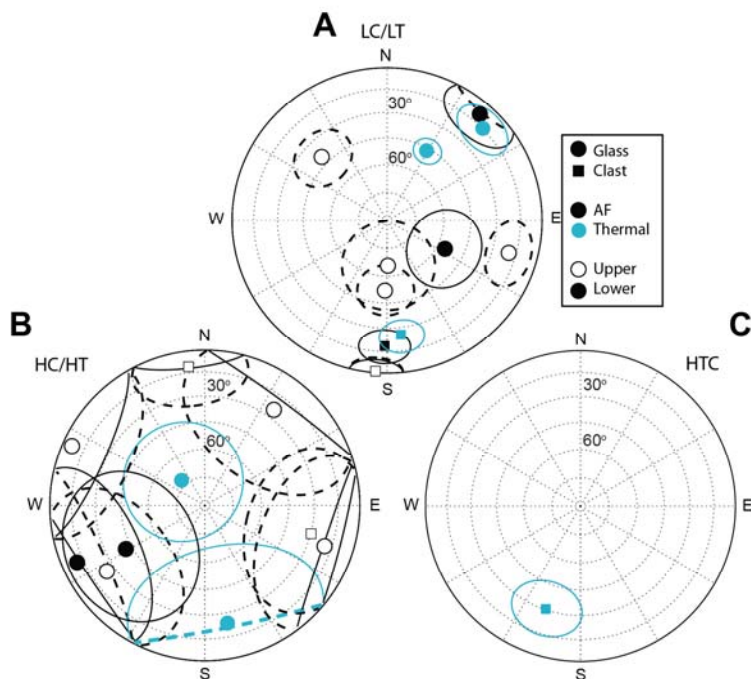 A
LC/LT
N
30°
60°
W
E
S
Glass
Clast
AF
Thermal
Upper
Lower
B
HC/HT
N
30°
60°
W
E
S
C
HTC
N
30°
60°
W
E
S